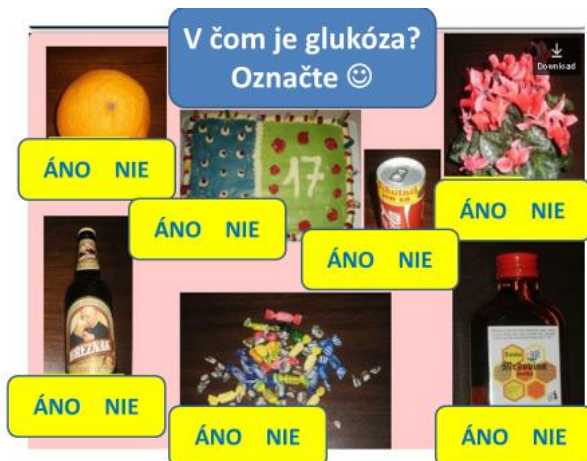 V čom je glukóza?
Označte
Download
17
ÁNO NIE
ÁNO NIE
ÁNO NIE
ÁNO NIE
BŘEZŇAK
Medovina
ÁNO NIE
ÁNO NIE
ÁNO NIE